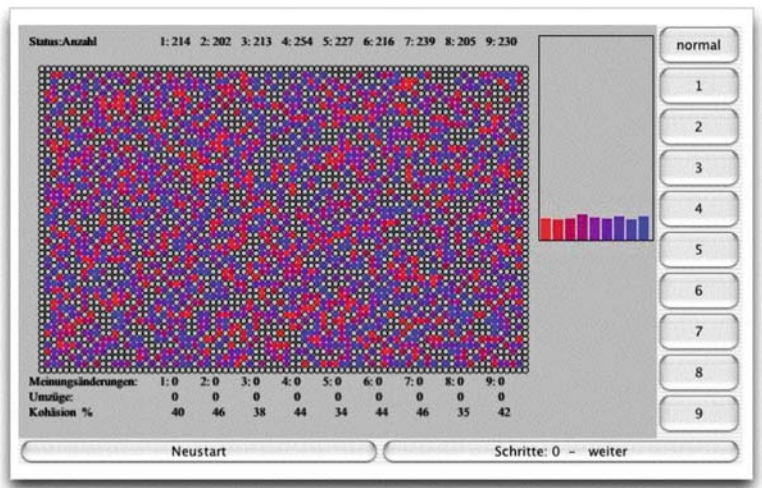 Status:Anzahl 1: 214 2: 202 3: 213 4: 254 5: 227 6: 216 7: 239 8: 205 9: 230
normal
1
2
3
4
5
6
7
8
9
Meinungsänderungen: 1: 0 2: 0 3: 0 4: 0 5: 0 6: 0 7: 0 8: 0 9: 0
Umzüge: 0 0 0 0 0 0 0 0 0
Kohäsion % 40 46 38 44 34 44 46 35 42
Neustart
Schritte: 0 - weiter